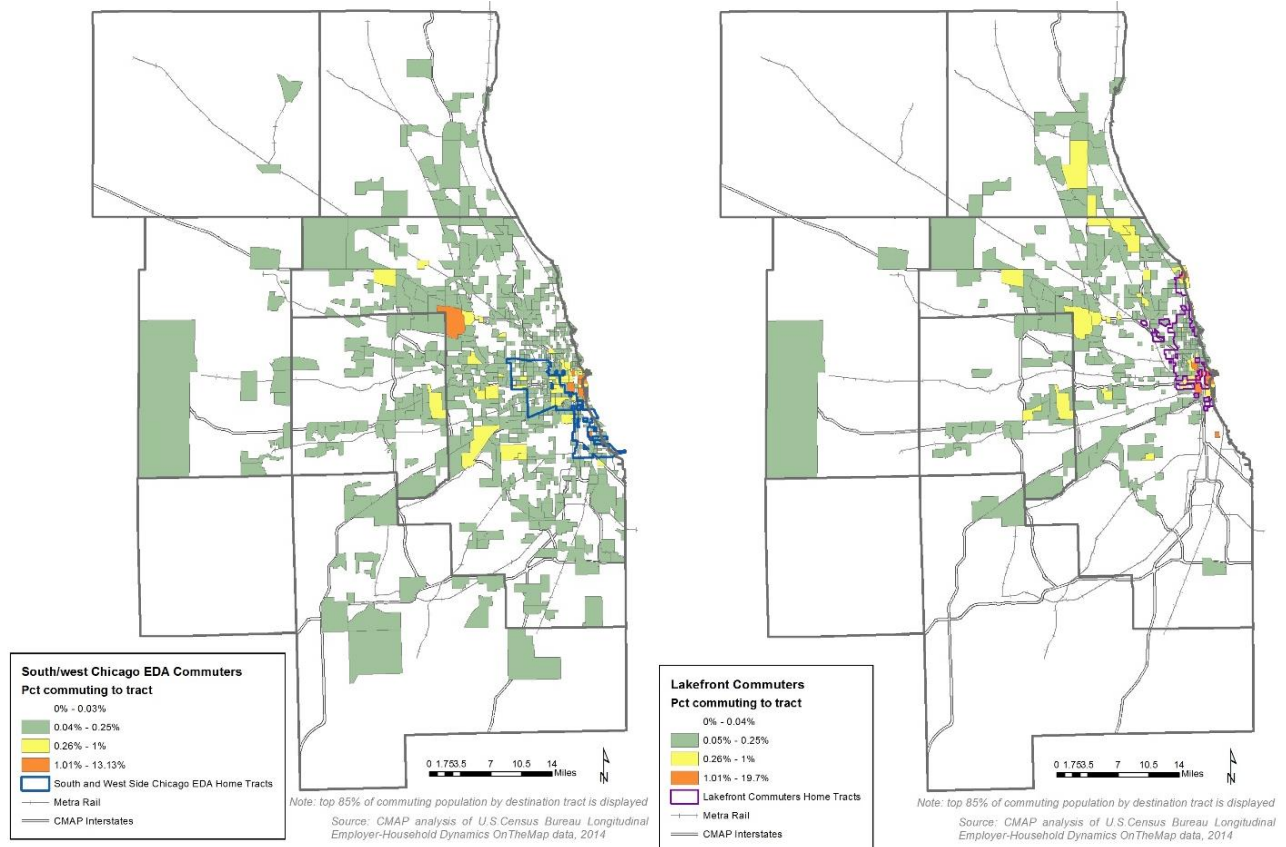 South/west Chicago EDA Commuters
Pct commuting to tract
0% - 0.03%
0.04% - 0.25%
0.26% - 1%
1.01% - 13.13%
South and West Side Chicago EDA Home Tracts
Metra Rail
CMAP Interstates
0 1.753.5 7 10.5 14
Miles
N
Note: top 85% of commuting population by destination tract is displayed
Source: CMAP analysis of U.S.Census Bureau Longitudinal
Employer-Household Dynamics OnTheMap data, 2014
Lakefront Commuters
Pct commuting to tract
0% - 0.04%
0.05% - 0.25%
0.26% - 1%
1.01% - 19.7%
Lakefront Commuters Home Tracts
Metra Rail
CMAP Interstates
0 1.753.5 7 10.5 14
Miles
N
Note: top 85% of commuting population by destination tract is displayed
Source: CMAP analysis of U.S.Census Bureau Longitudinal
Employer-Household Dynamics OnTheMap data, 2014